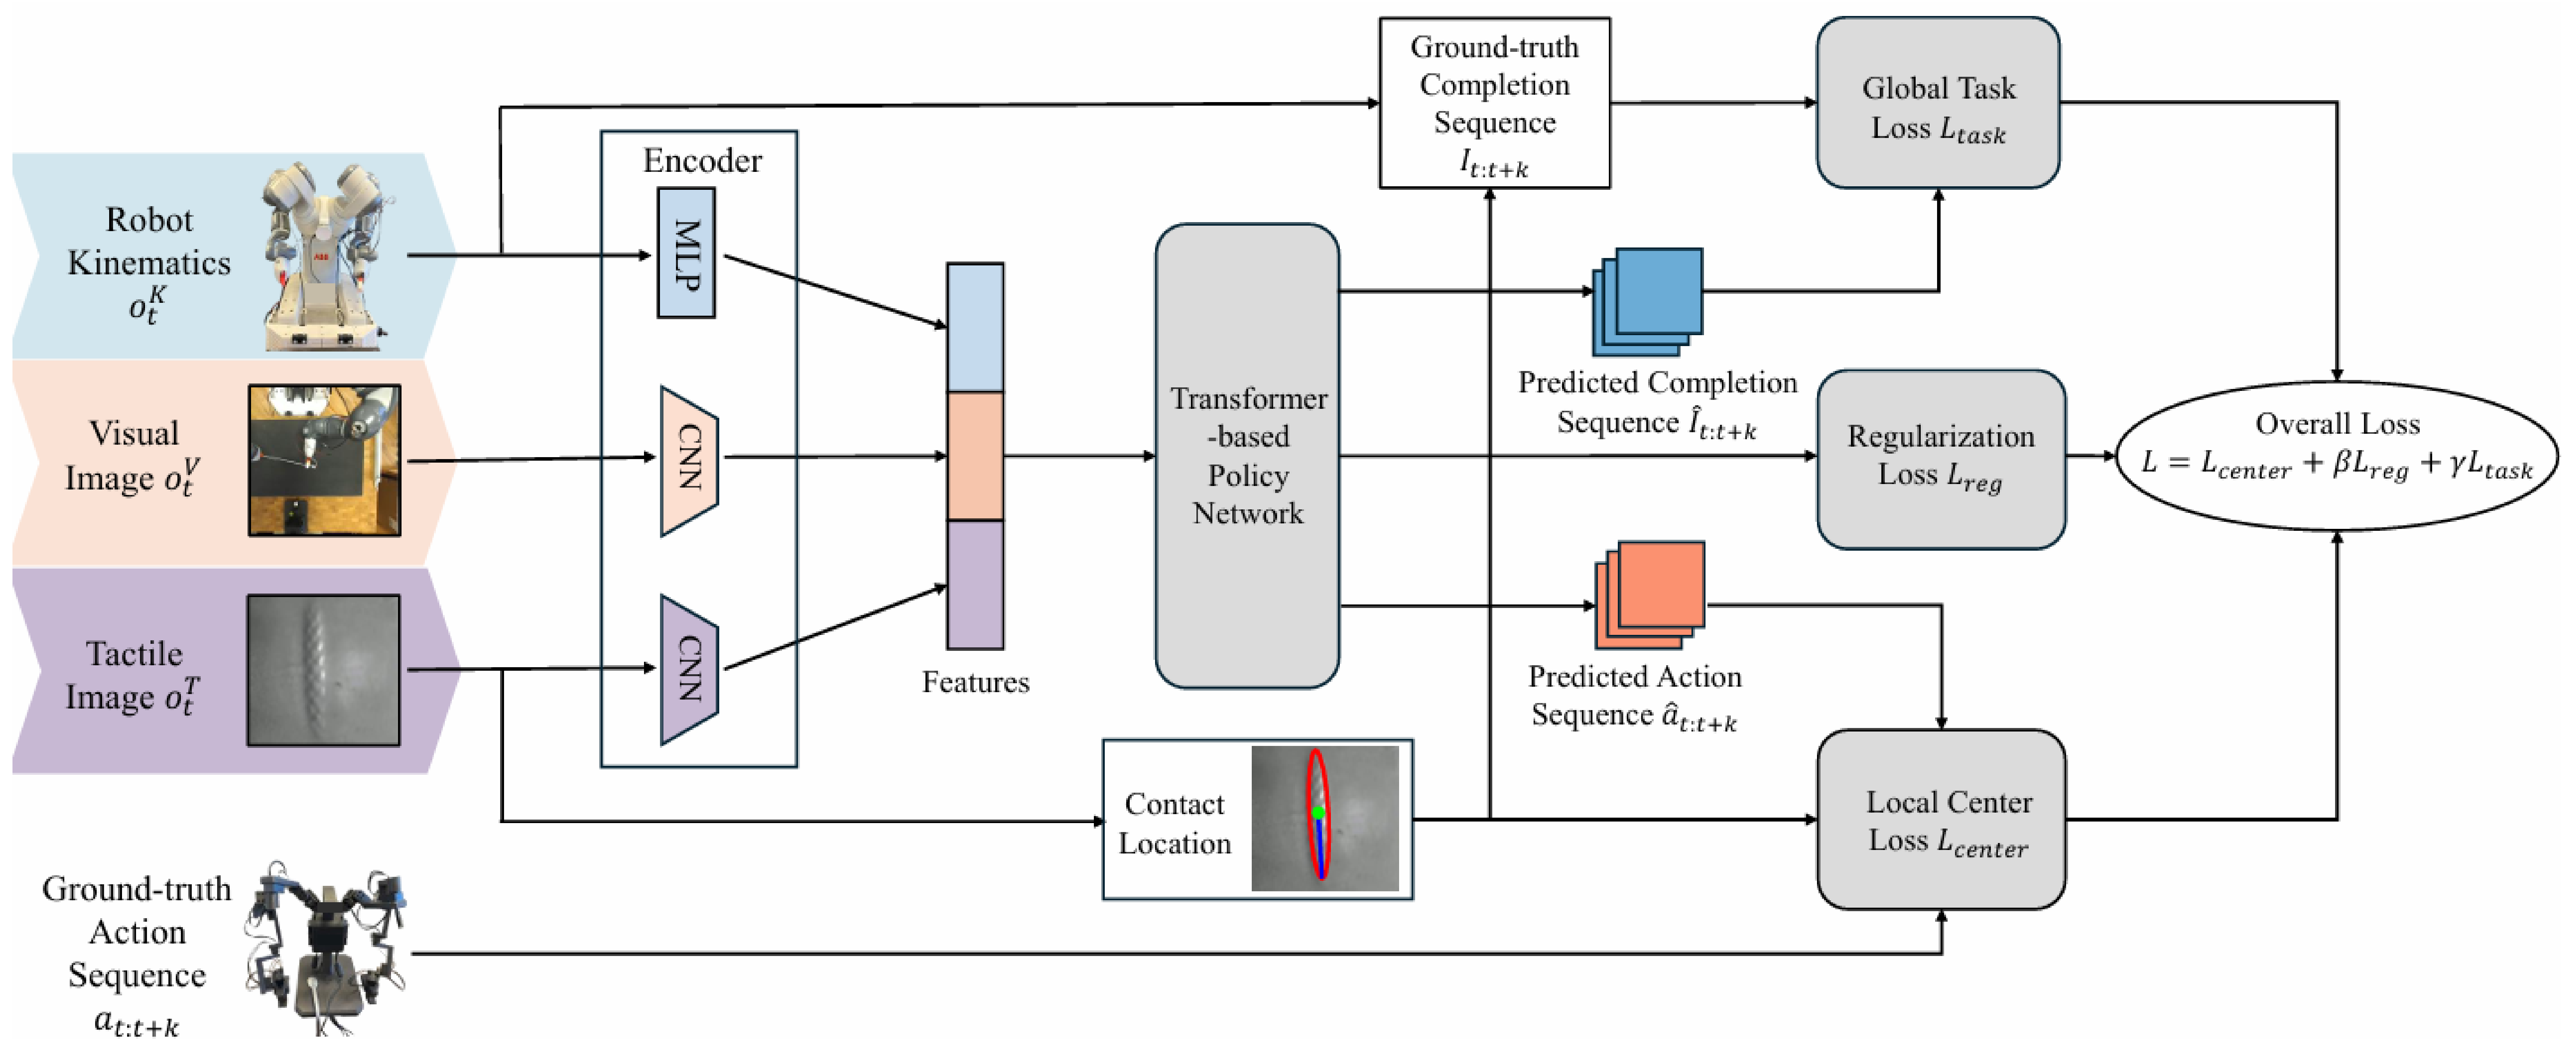 Ground-truth
Completion
Sequence
I_{t:t+k}
Global Task
Loss L_{task}
Encoder
MLP
Robot
Kinematics
o_t^K
ABB
Transformer
-based
Policy
Network
Predicted Completion
Sequence Î_{t:t+k}
Visual
Image o_t^V
CNN
Regularization
Loss L_{reg}
Overall Loss
L = L_{center} + βL_{reg} + γL_{task}
Tactile
Image o_t^T
CNN
Features
Predicted Action
Sequence â_{t:t+k}
Contact
Location
Local Center
Loss L_{center}
Ground-truth
Action
Sequence
a_{t:t+k}